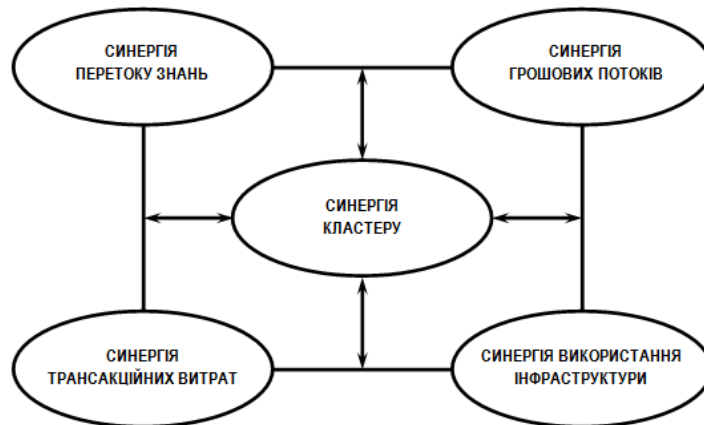 СИНЕРГІЯ
ПЕРЕТОКУ ЗНАНЬ
СИНЕРГІЯ
ГРОШОВИХ ПОТОКІВ
СИНЕРГІЯ
КЛАСТЕРУ
СИНЕРГІЯ
ТРАНСАКЦІЙНИХ ВИТРАТ
СИНЕРГІЯ ВИКОРИСТАННЯ
ІНФРАСТРУКТУРИ